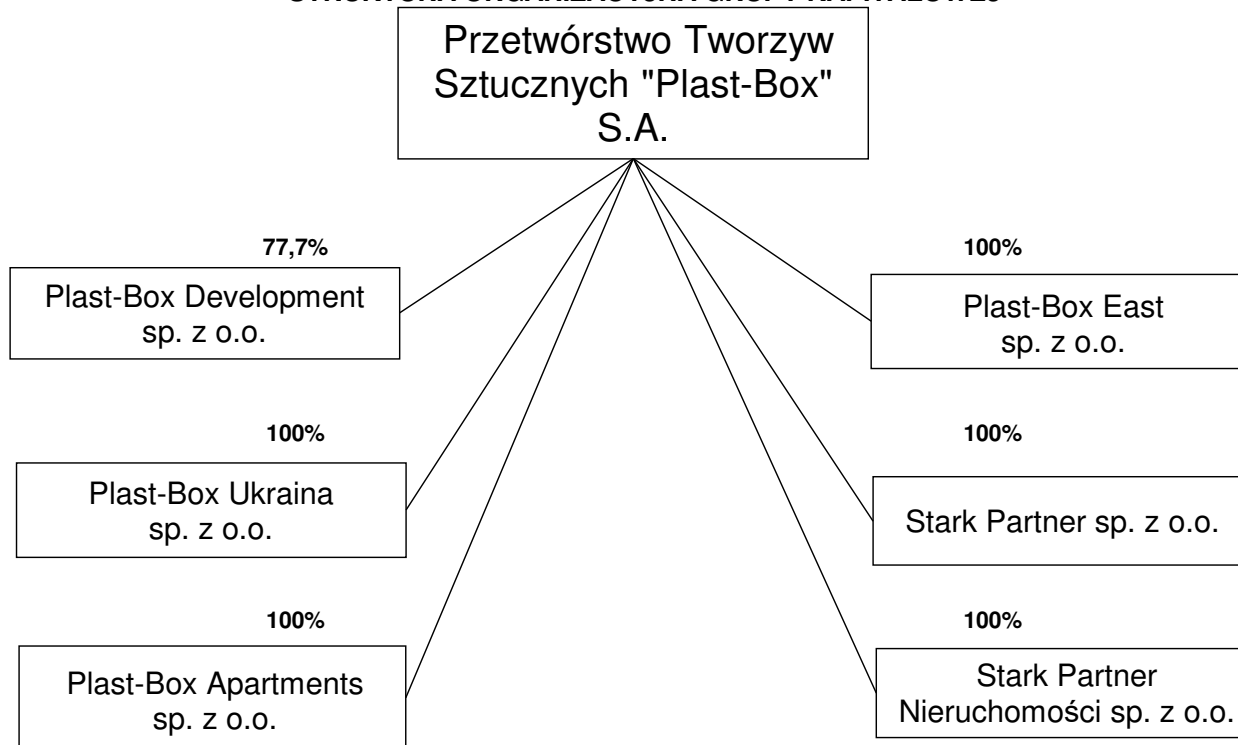 Przetwórstwo Tworzyw
Sztucznych "Plast-Box"
S.A.
77,7%
Plast-Box Development
sp. z o.o.
100%
Plast-Box East
sp. z o.o.
100%
Plast-Box Ukraina
sp. z o.o.
100%
Stark Partner sp. z o.o.
100%
Plast-Box Apartments
sp. z o.o.
100%
Stark Partner
Nieruchomości sp. z o.o.